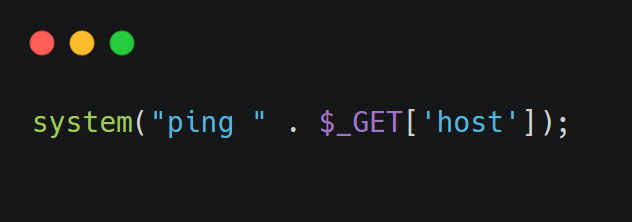 system("ping " . $_GET['host']);